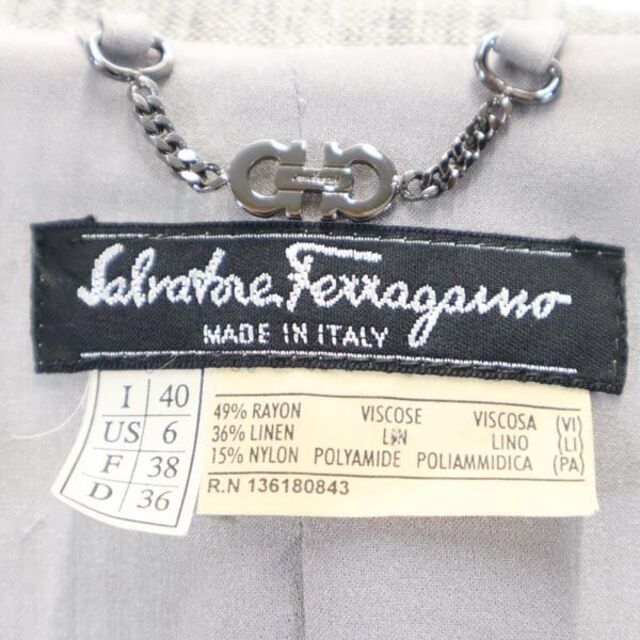 Salvatore Ferragamo
MADE IN ITALY
I 40
US 6
F 38
D 36
49% RAYON VISCOSE VISCOSA (VI)
36% LINEN LIN LINO (LI)
15% NYLON POLYAMIDE POLIAMMIDICA (PA)
R.N 136180843